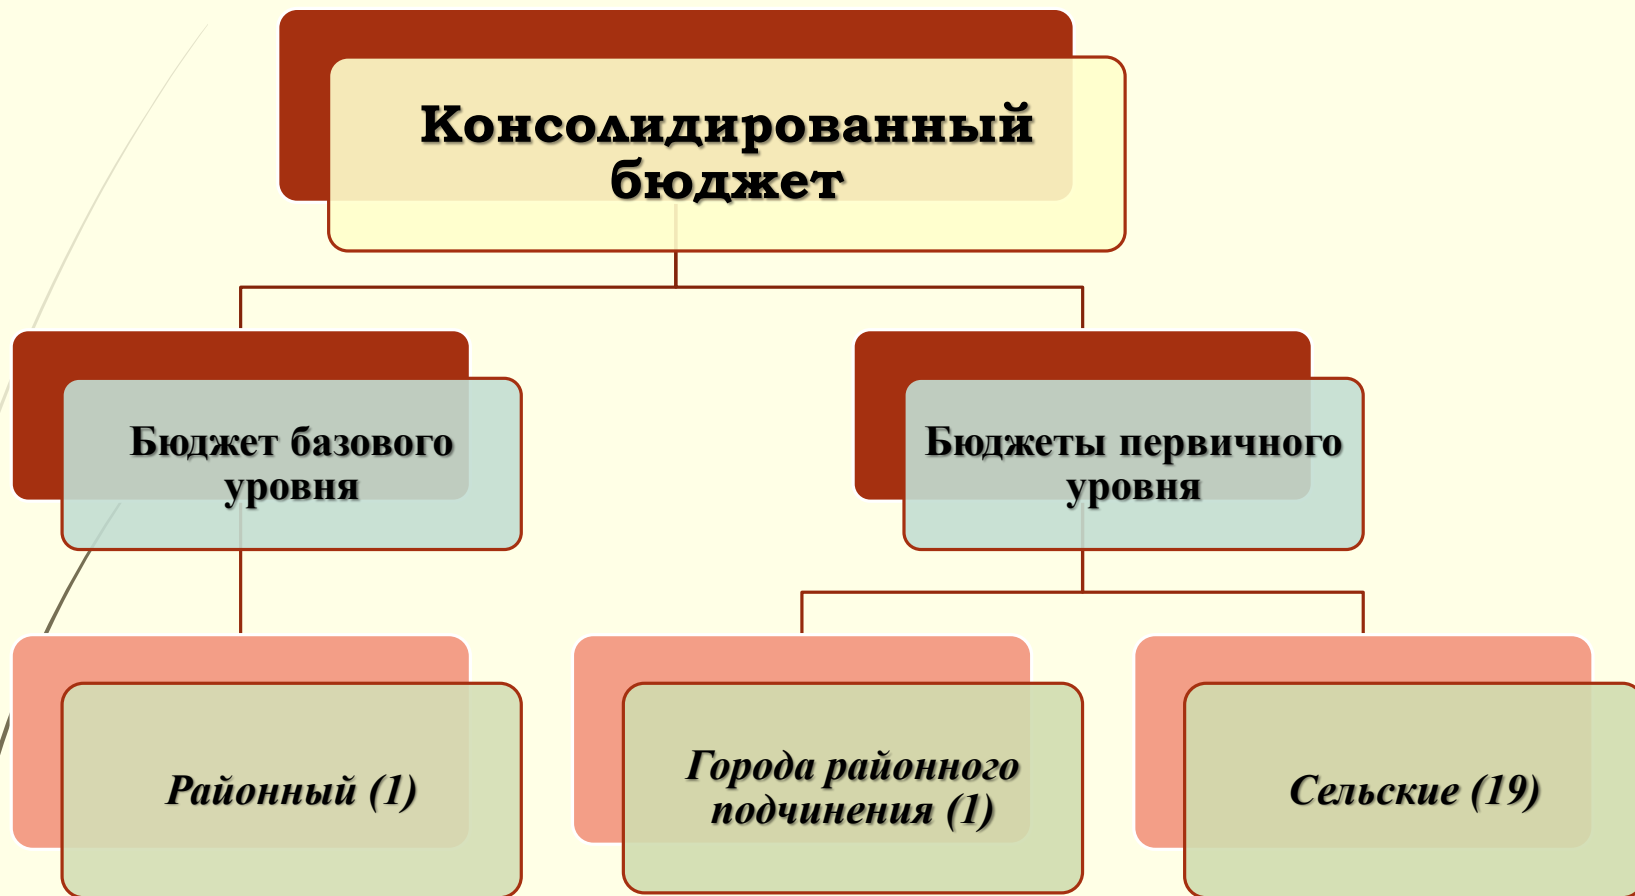 Консолидированный
бюджет
Бюджет базового
уровня
Бюджеты первичного
уровня
Районный (1)
Города районного
подчинения (1)
Сельские (19)